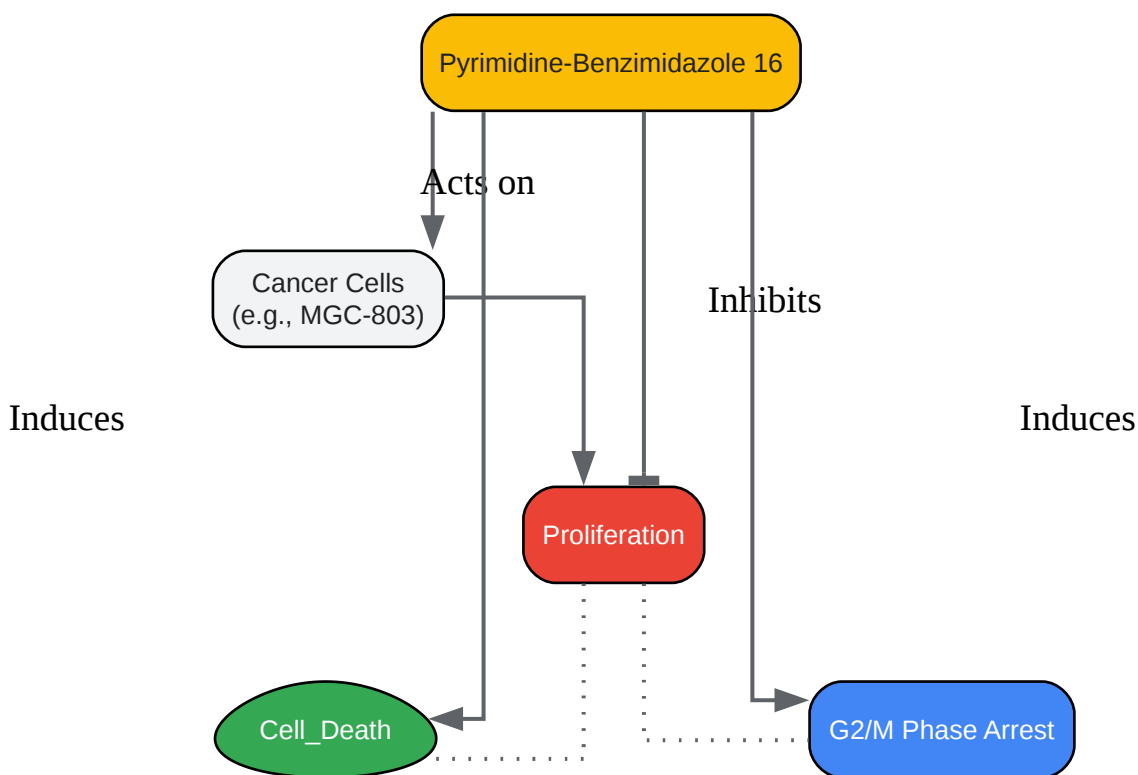 Pyrimidine-Benzimidazole 16
Acts on
Cancer Cells
(e.g., MGC-803)
Inhibits
Induces
Induces
Proliferation
Cell_Death
G2/M Phase Arrest